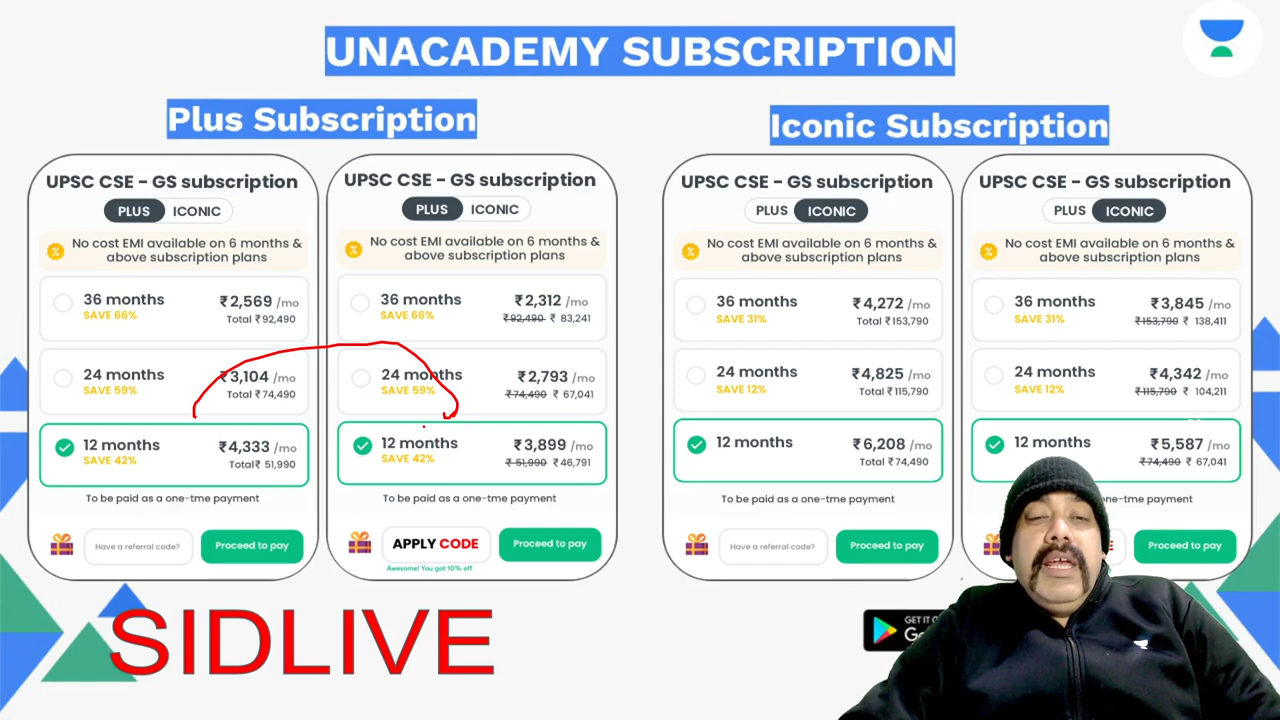 UNACADEMY SUBSCRIPTION
Plus Subscription
UPSC CSE - GS subscription
PLUS ICONIC
No cost EMI available on 6 months &
above subscription plans
36 months ₹2,569 /mo
SAVE 66% Total ₹92,490
24 months ₹3,104 /mo
SAVE 59% Total ₹74,490
12 months ₹4,333 /mo
SAVE 42% Total₹ 51,990
To be paid as a one-tme payment
Have a referral code? Proceed to pay
UPSC CSE - GS subscription
PLUS ICONIC
No cost EMI available on 6 months &
above subscription plans
36 months ₹2,312 /mo
SAVE 66% ₹92,490 ₹ 83,241
24 months ₹2,793 /mo
SAVE 59% ₹74,490 ₹ 67,041
12 months ₹3,899 /mo
SAVE 42% ₹ 51,990 ₹46,791
To be paid as a one-tme payment
APPLY CODE Proceed to pay
Awesome! You got 10% off
SIDLIVE
Iconic Subscription
UPSC CSE - GS subscription
PLUS ICONIC
No cost EMI available on 6 months &
above subscription plans
36 months ₹4,272 /mo
SAVE 31% Total ₹153,790
24 months ₹4,825 /mo
SAVE 12% Total ₹115,790
12 months ₹6,208 /mo
Total ₹74,490
To be paid as a one-tme payment
Have a referral code? Proceed to pay
UPSC CSE - GS subscription
PLUS ICONIC
No cost EMI available on 6 months &
above subscription plans
36 months ₹3,845 /mo
SAVE 31% ₹153,790 ₹ 138,411
24 months ₹4,342 /mo
SAVE 12% ₹115,790 ₹ 104,211
12 months ₹5,587 /mo
₹74,490 ₹ 67,041
one-tme payment
Proceed to pay
GET IT